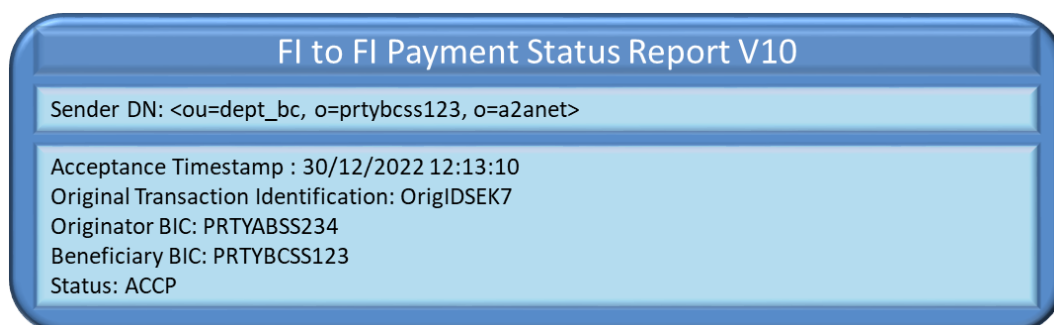 FI to FI Payment Status Report V10
Sender DN: <ou=dept_bc, o=prtybcss123, o=a2anet>
Acceptance Timestamp : 30/12/2022 12:13:10
Original Transaction Identification: OrigIDSEK7
Originator BIC: PRTYABSS234
Beneficiary BIC: PRTYBCSS123
Status: ACCP